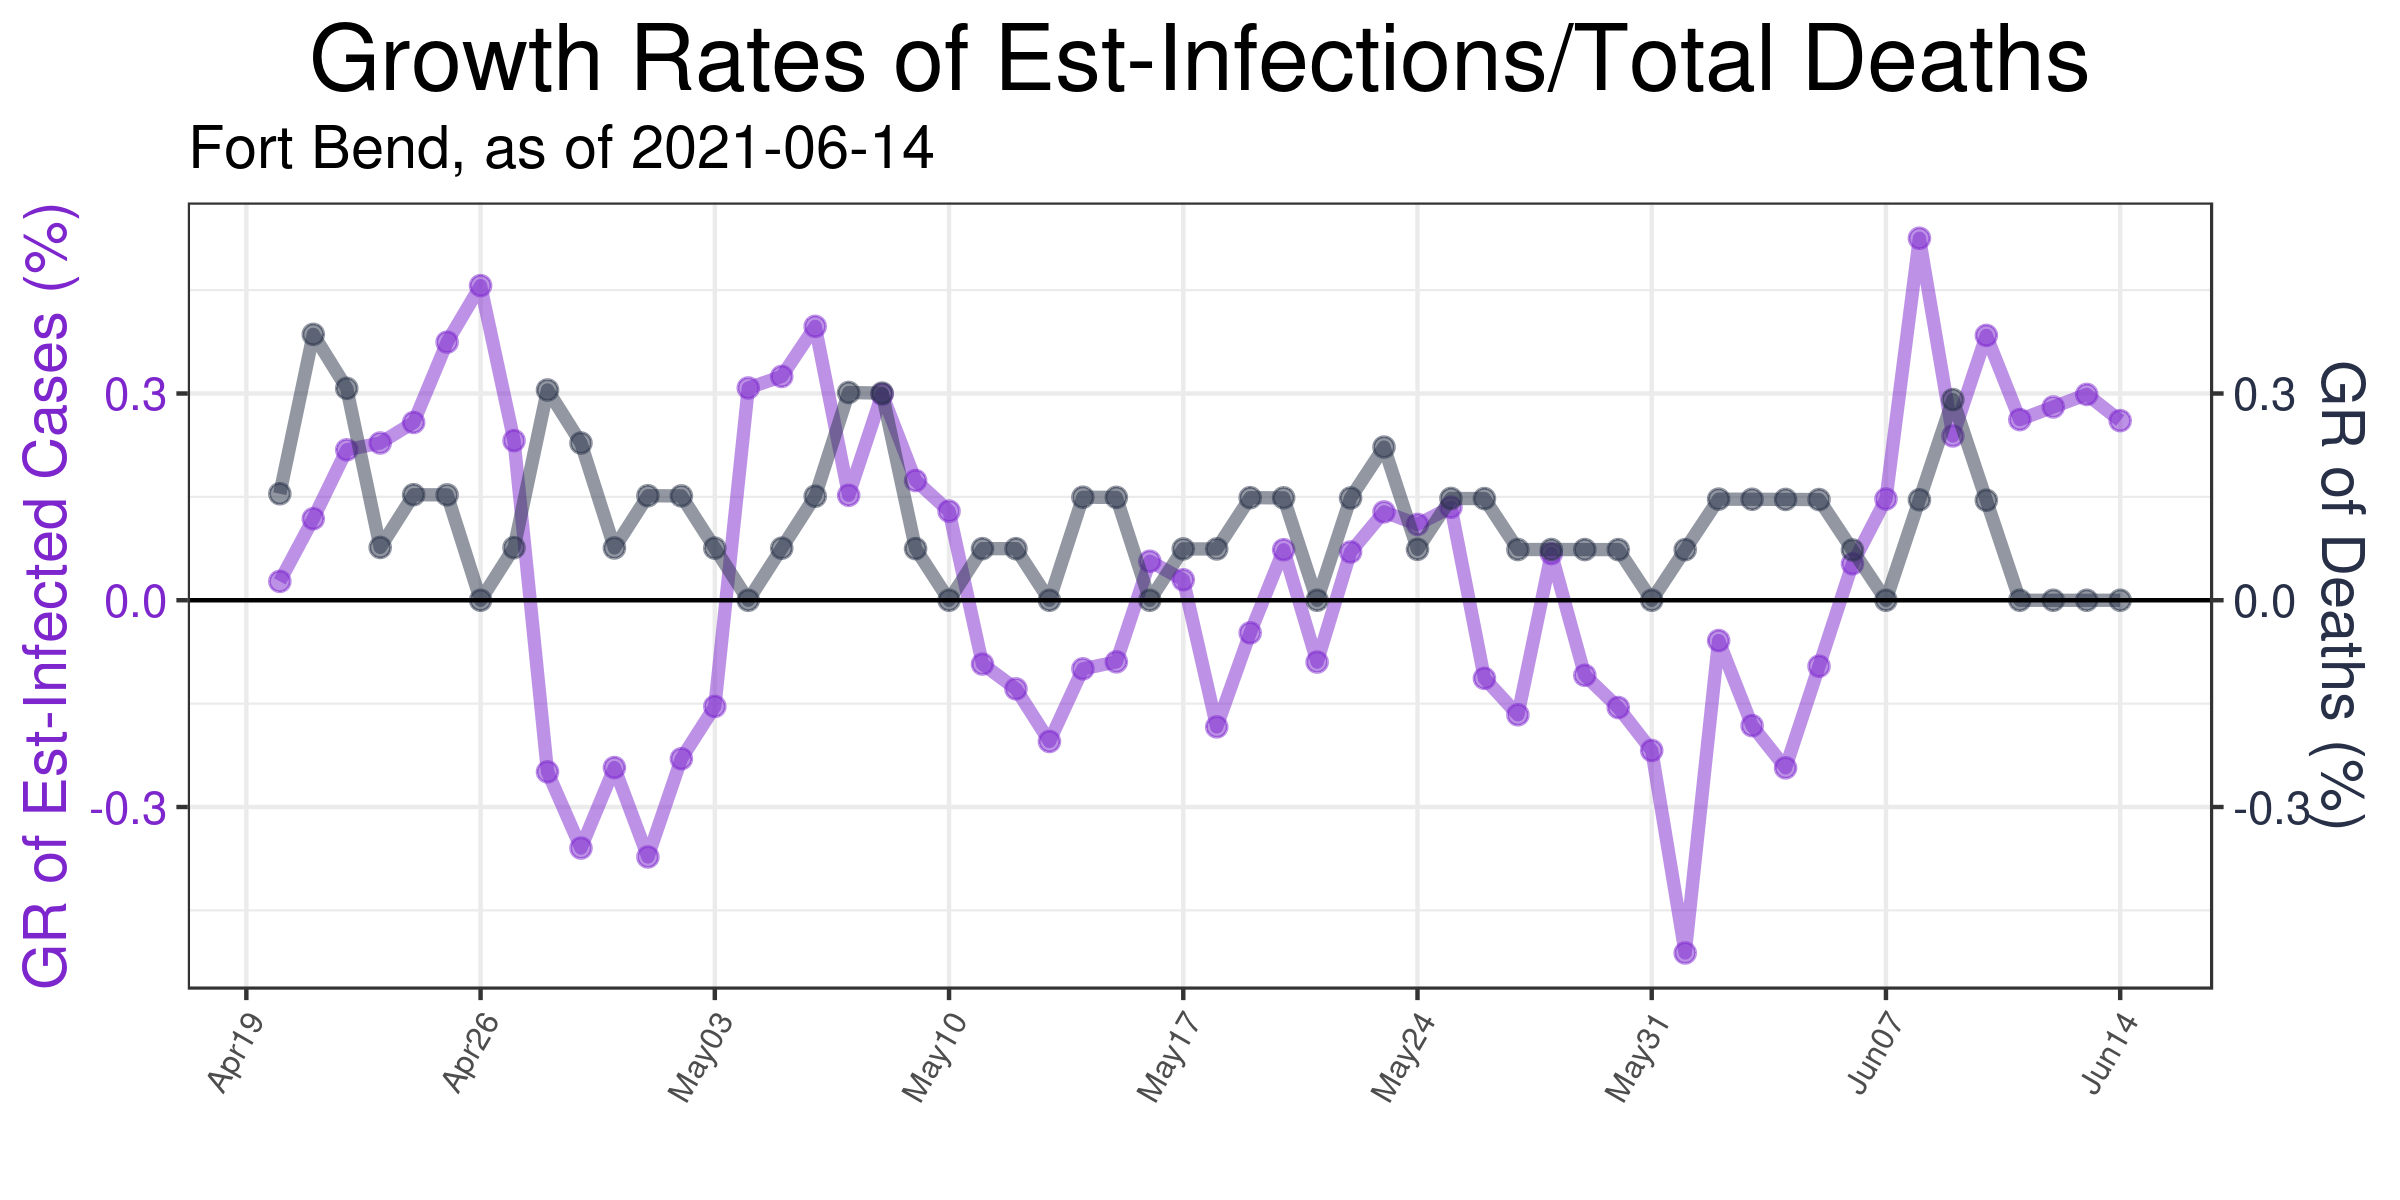 Growth Rates of Est-Infections/Total Deaths
Fort Bend, as of 2021-06-14
GR of Est-Infected Cases (%)
0.3
0.0
-0.3
0.3
0.0
-0.3
GR of Deaths (%)
Apr19
Apr26
May03
May10
May17
May24
May31
Jun07
Jun14